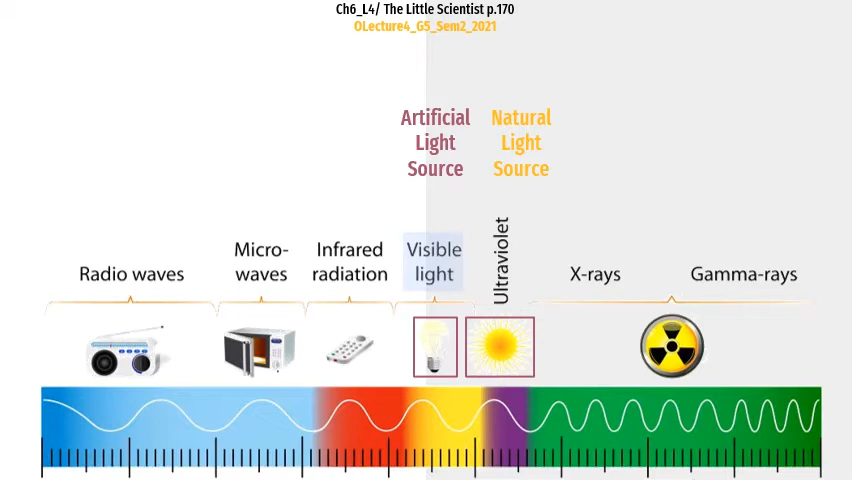 Ch6_L4/ The Little Scientist p.170
OLecture4_G5_Sem2_2021
Artificial
Light
Source
Natural
Light
Source
Radio waves
Micro-
waves
Infrared
radiation
Visible
light
Ultraviolet
X-rays
Gamma-rays